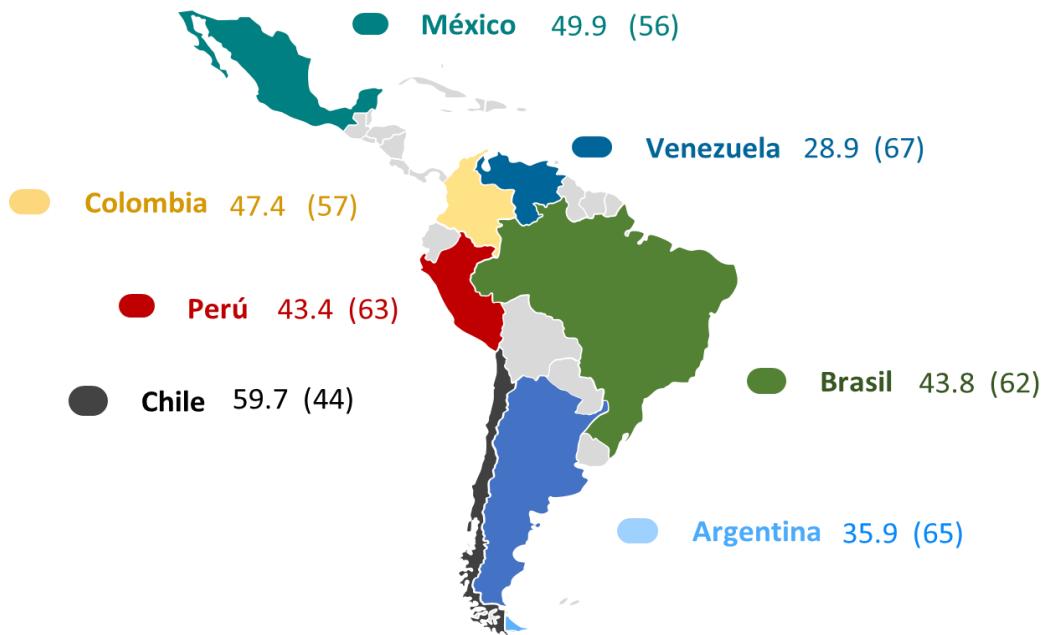 México 49.9 (56)
Venezuela 28.9 (67)
Colombia 47.4 (57)
Perú 43.4 (63)
Brasil 43.8 (62)
Chile 59.7 (44)
Argentina 35.9 (65)